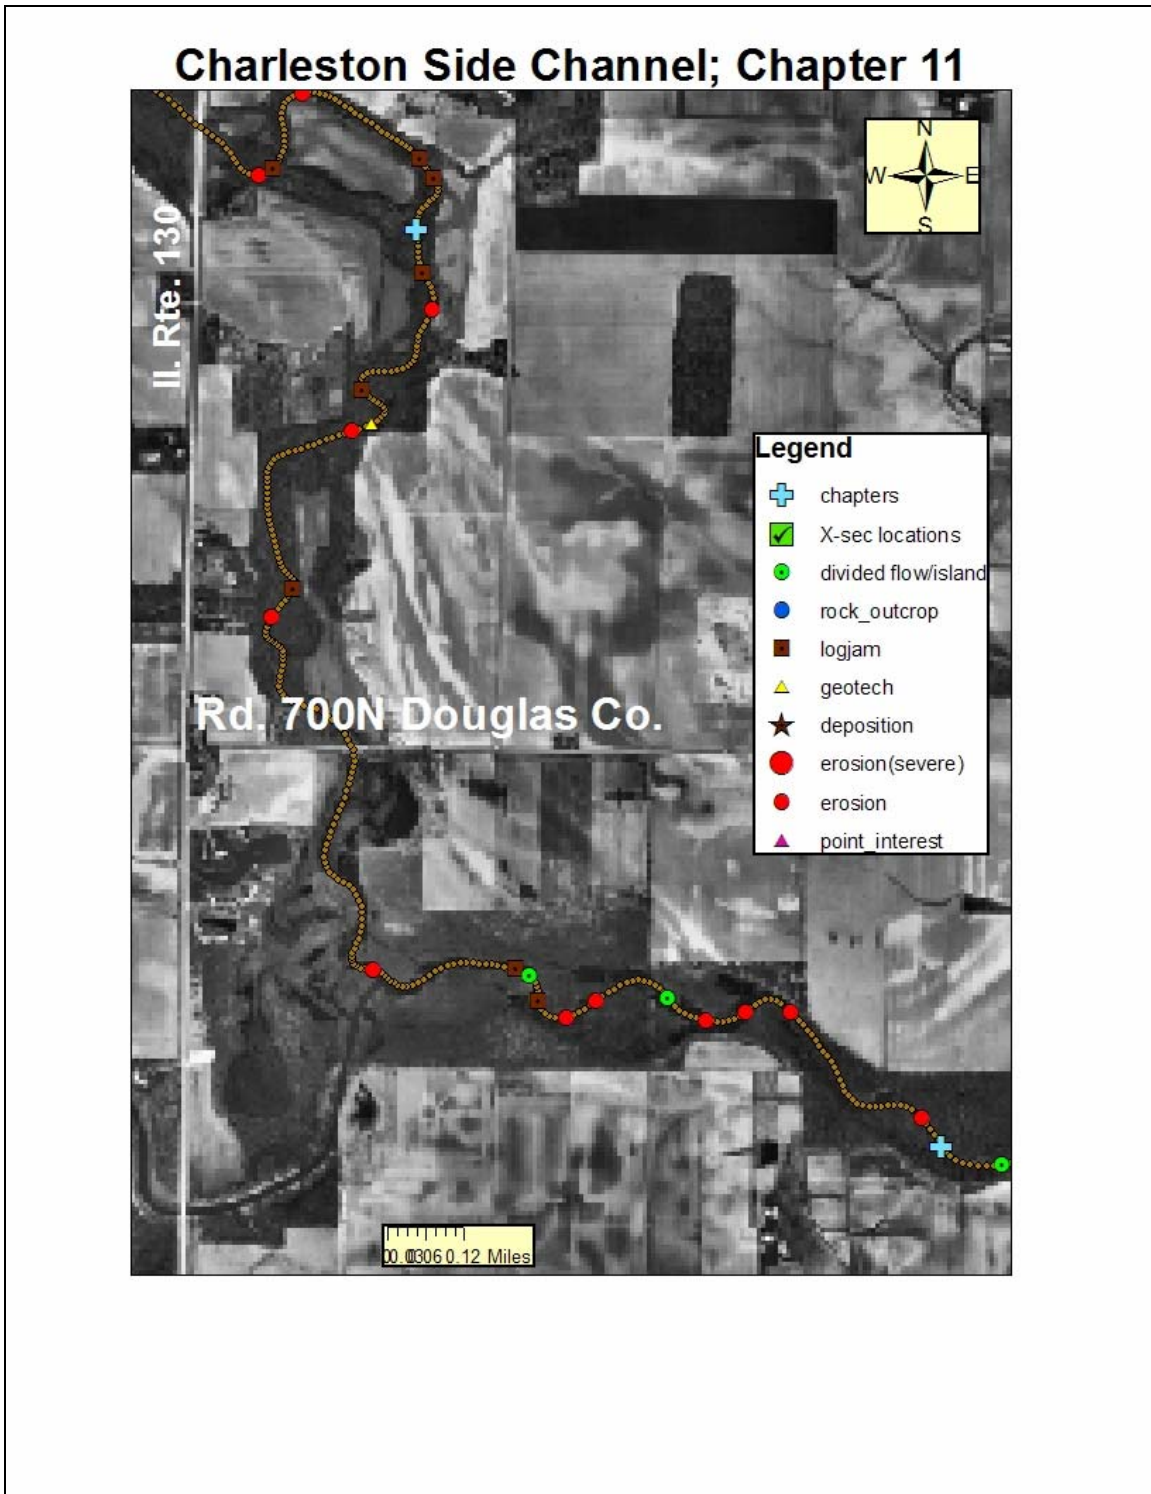 Charleston Side Channel; Chapter 11
N
W E
S
Il. Rte. 130
Legend
chapters
X-sec locations
divided flow/island
rock_outcrop
logjam
geotech
deposition
erosion(severe)
erosion
point_interest
Rd. 700N Douglas Co.
0.12 Miles